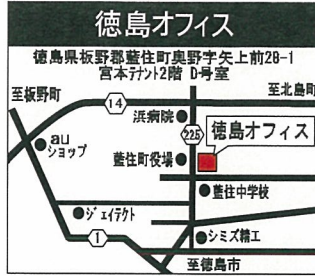 徳島オフィス
徳島県板野郡藍住町奥野字矢上前28-1
宮本テナント2階 D号室
至板野町
14
至北島町
浜病院
225
徳島オフィス
au
ショップ
藍住町役場
藍住中学校
ジェイテクト
1
シミズ精工
至徳島市